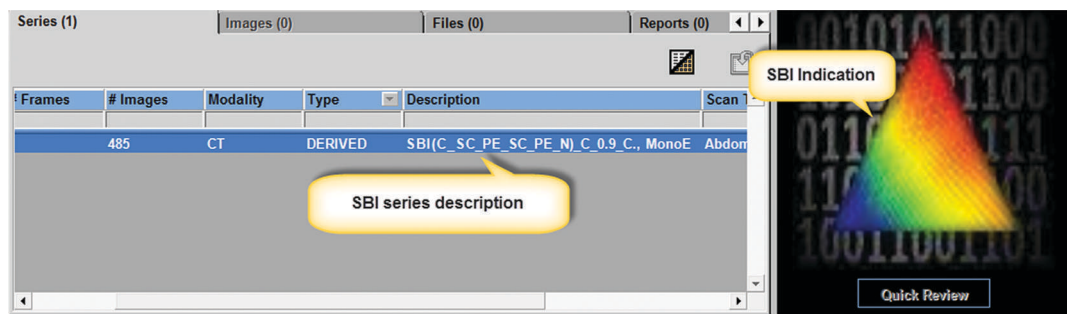 Series (1) Images (0) Files (0) Reports (0)
SBI Indication
Frames # Images Modality Type Description Scan
485 CT DERIVED SBI(C_SC_PE_SC_PE_N)_C_0.9_C., MonoE Abdom
SBI series description
Quick Review